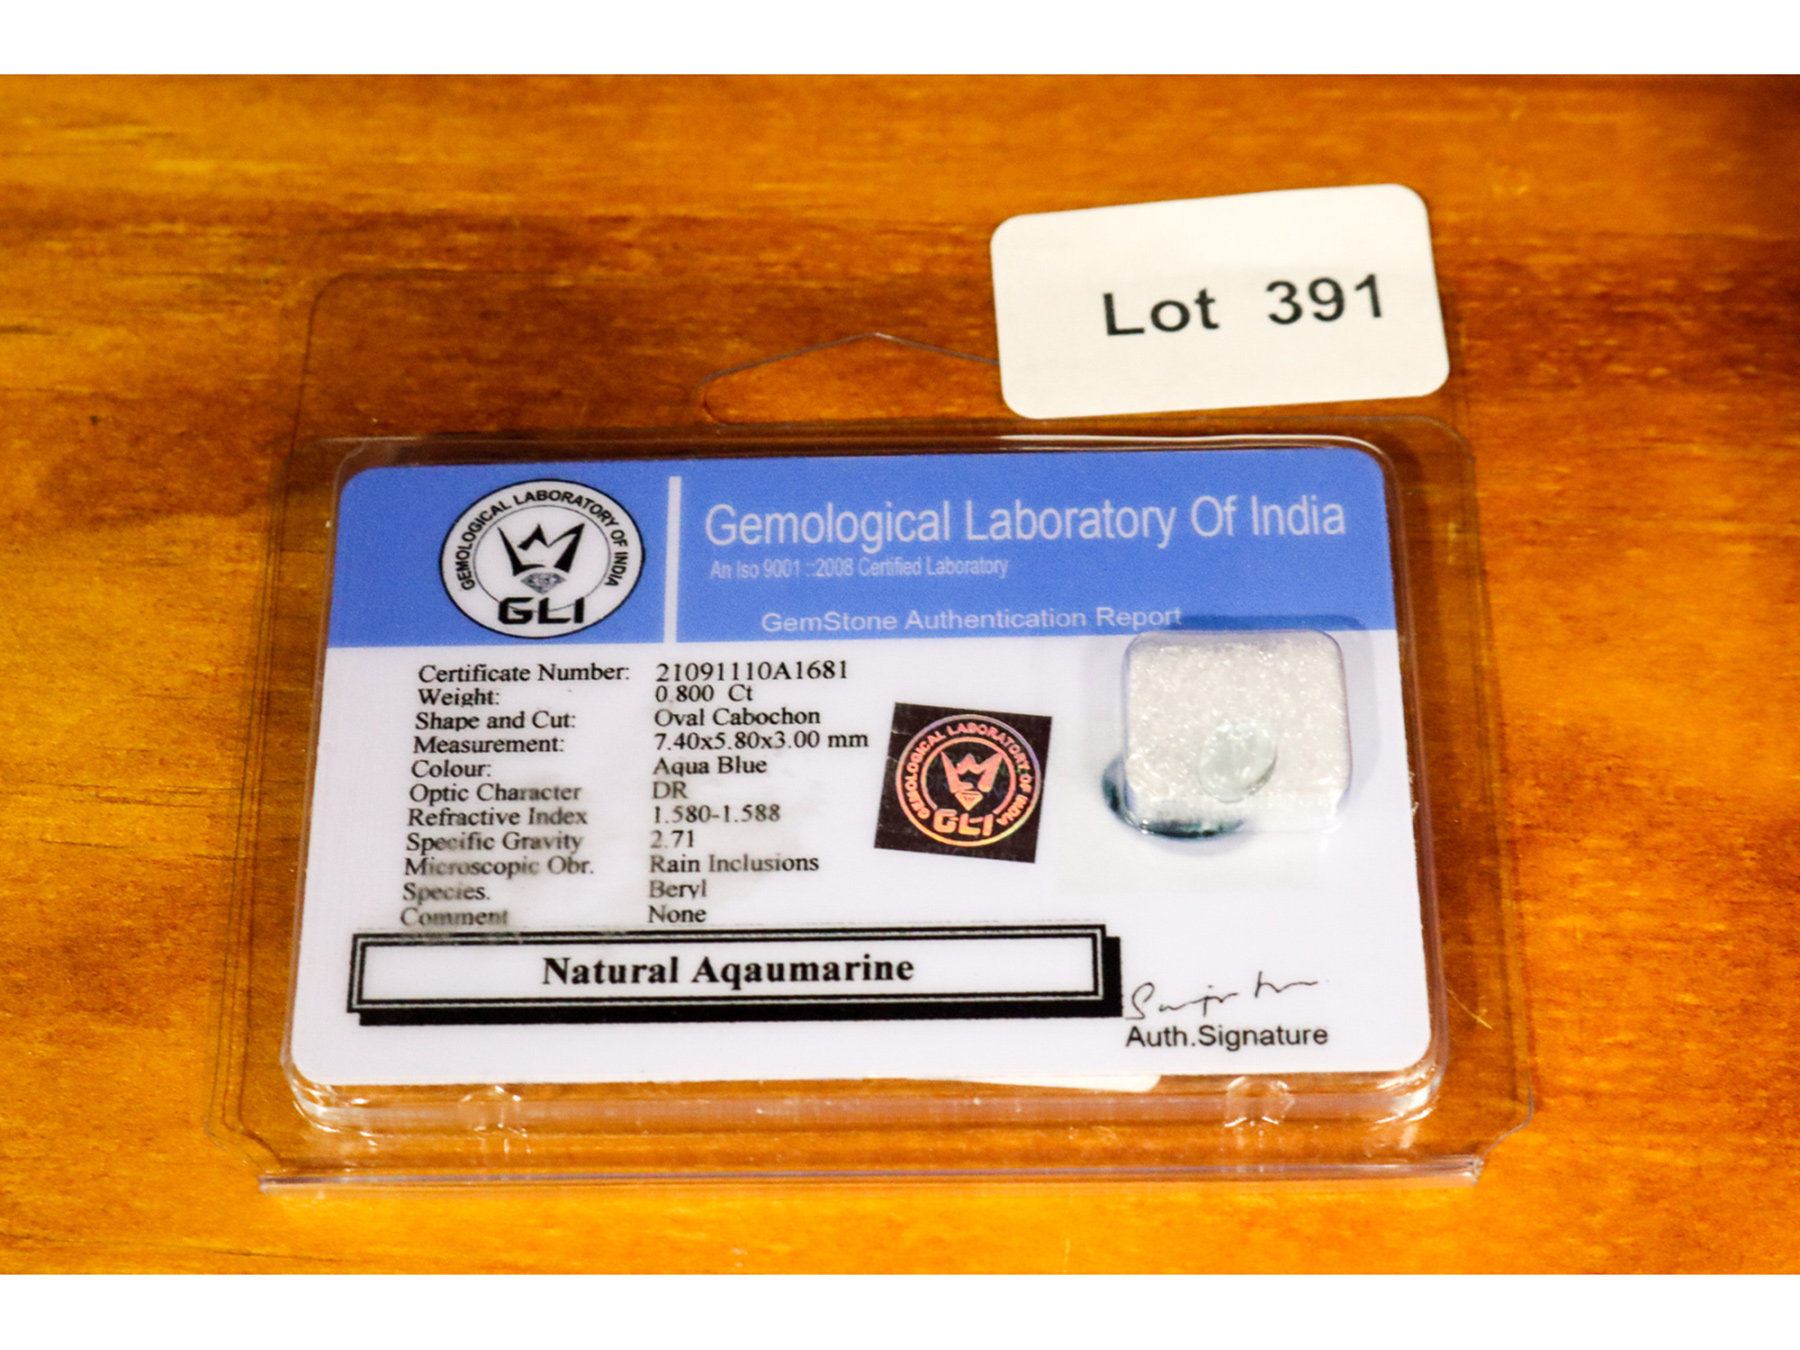 Lot 391
GEMOLOGICAL LABORATORY OF INDIA
GLI
Gemological Laboratory Of India
An Iso 9001 ::2008 Certified Laboratory
GemStone Authentication Report
Certificate Number: 21091110A1681
Weight: 0.800 Ct
Shape and Cut: Oval Cabochon
Measurement: 7.40x5.80x3.00 mm
Colour: Aqua Blue
Optic Character DR
Refractive Index 1.580-1.588
Specific Gravity 2.71
Microscopic Obr. Rain Inclusions
Species. Beryl
Comment None
GEMOLOGICAL LABORATORY OF INDIA
GLI
Natural Aqaumarine
Auth.Signature